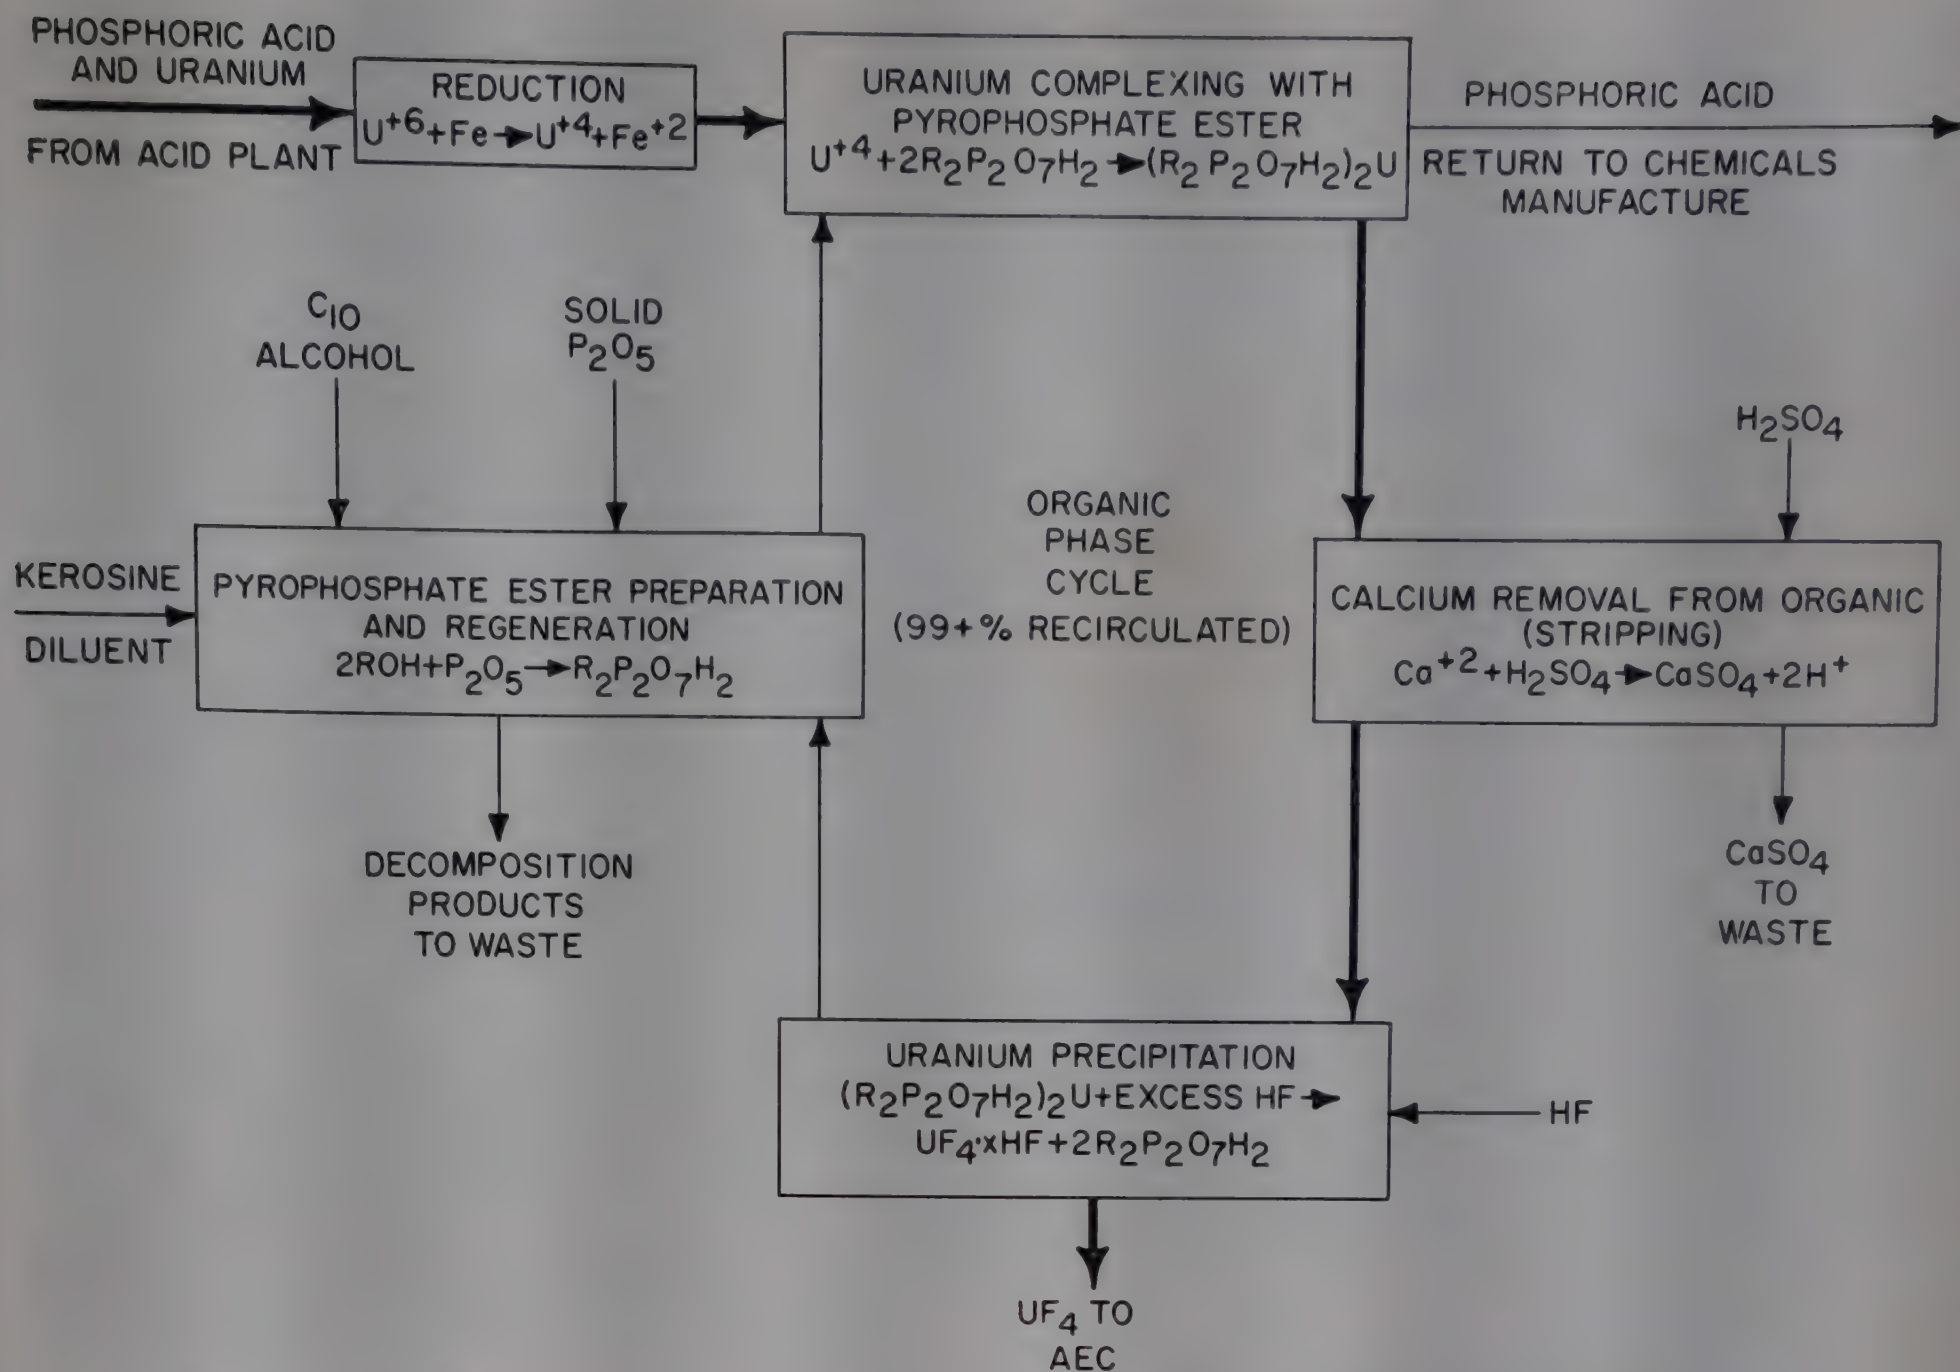 PHOSPHORIC ACID
AND URANIUM
FROM ACID PLANT
REDUCTION
U+6+Fe→U+4+Fe+2
URANIUM COMPLEXING WITH
PYROPHOSPHATE ESTER
U+4+2R2P2O7H2→(R2P2O7H2)2U
PHOSPHORIC ACID
RETURN TO CHEMICALS
MANUFACTURE
C10
ALCOHOL
SOLID
P2O5
H2SO4
KEROSINE
DILUENT
PYROPHOSPHATE ESTER PREPARATION
AND REGENERATION
2ROH+P2O5→R2P2O7H2
ORGANIC
PHASE
CYCLE
(99+% RECIRCULATED)
CALCIUM REMOVAL FROM ORGANIC
(STRIPPING)
Ca+2+H2SO4→CaSO4+2H+
DECOMPOSITION
PRODUCTS
TO WASTE
CaSO4
TO
WASTE
URANIUM PRECIPITATION
(R2P2O7H2)2U+EXCESS HF→
UF4·xHF+2R2P2O7H2
HF
UF4 TO
AEC